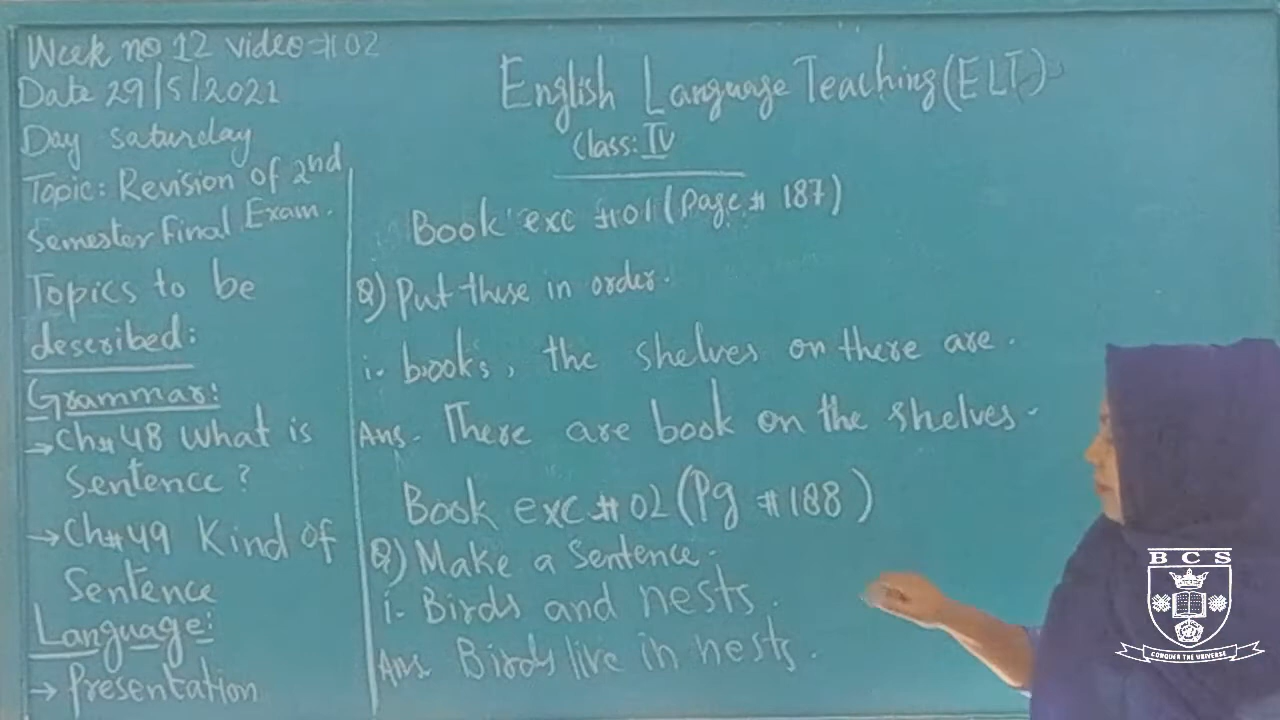 Week no 12 video # 02
Date 29/5/2021
Day saturday
Topic: Revision of 2nd
Semester Final Exam.
Topics to be
described:
Grammar:
→ Ch# 48 What is
Sentence?
→ Ch# 49 Kind of
Sentence
Language:
→ Presentation
English Language Teaching (ELT)
Class: IV
Book exc #01 (Page # 187)
Q) Put these in order.
i. books, the shelves on there are.
Ans. There are book on the shelves.
Book exc # 02 (Pg # 188)
Q) Make a Sentence.
i. Birds and nests.
Ans. Birds live in nests.
BCS
CONQUER THE UNIVERSE